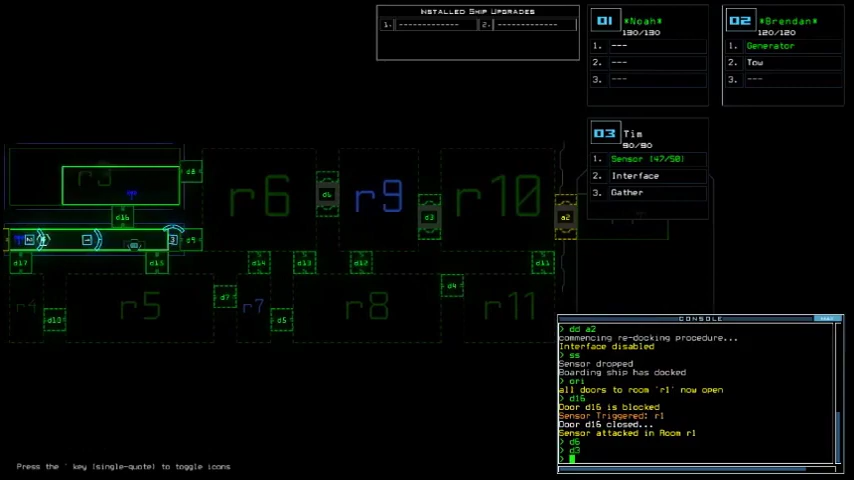 Installed Ship Upgrades
1. ------------- 2. -------------
01 *Noah*
130/130
1. ---
2. ---
3. ---
02 *Brendan*
120/120
1. Generator
2. Tow
3. ---
03 Tim
90/90
1. Sensor (47/50)
2. Interface
3. Gather
r3
d8
r6
d6
r9
d3
r10
a2
d16
d9
3
d17
d15
d14
d13
d12
d11
r4
d13
r5
d7
r7
d5
r8
d4
r11
CONSOLE
> dd a2
commencing re-docking procedure...
Interface disabled
> ss
Sensor dropped
Boarding ship has docked
> ori
all doors to room 'r1' now open
> d16
Door d16 is blocked
Sensor Triggered: r1
Door d16 closed...
Sensor attacked in Room r1
> d6
> d3
>
Press the ` key (single-quote) to toggle icons